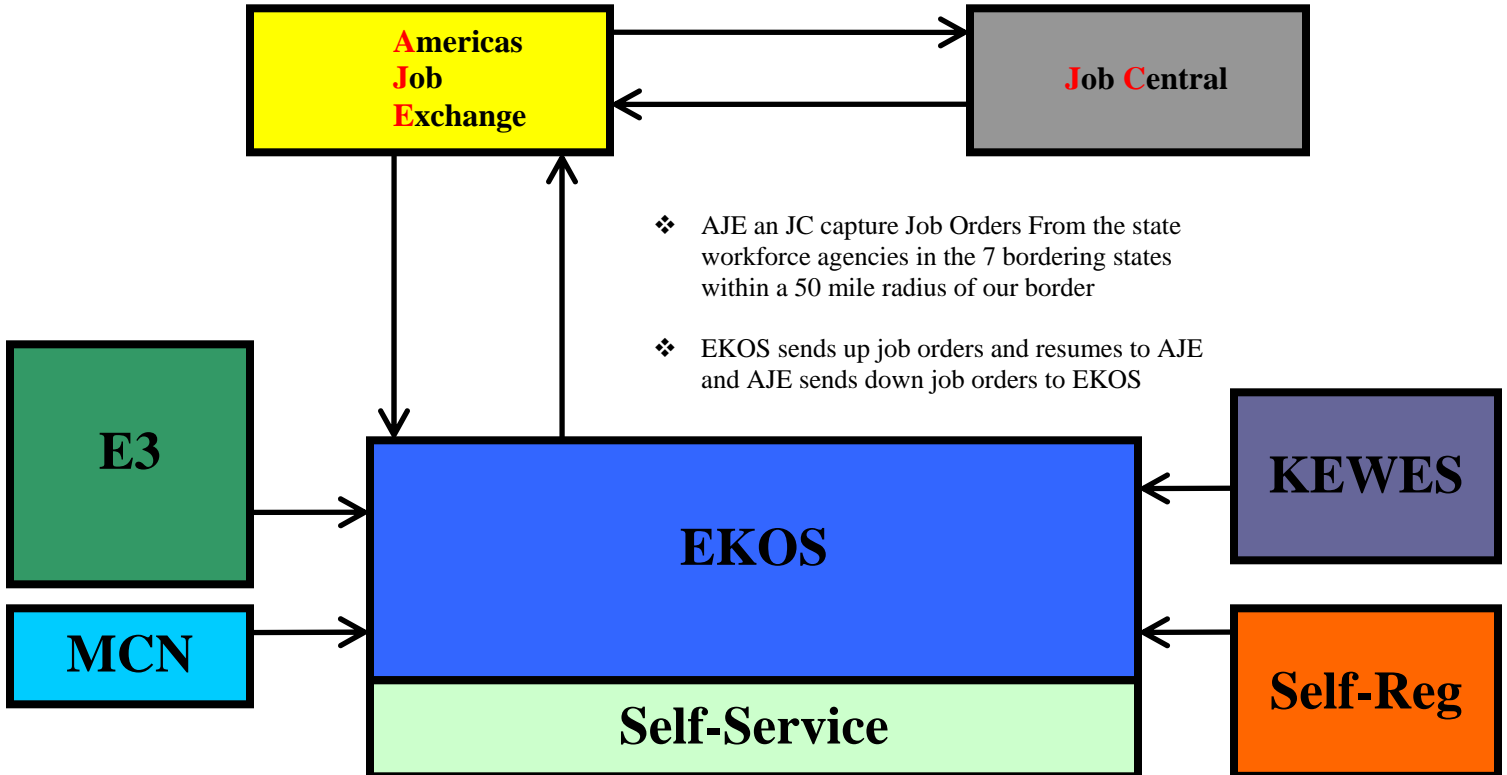 Americas
Job
Exchange
Job Central
❖ AJE an JC capture Job Orders From the state
workforce agencies in the 7 bordering states
within a 50 mile radius of our border
❖ EKOS sends up job orders and resumes to AJE
and AJE sends down job orders to EKOS
E3
KEWES
EKOS
MCN
Self-Reg
Self-Service